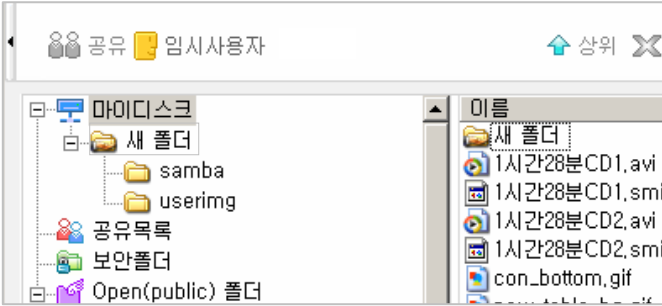 공유 임시사용자 상위
마이디스크
새 폴더
samba
userimg
공유목록
보안폴더
Open(public) 폴더
이름
새 폴더
1시간28분CD1.avi
1시간28분CD1.smi
1시간28분CD2.avi
1시간28분CD2.smi
con_bottom.gif